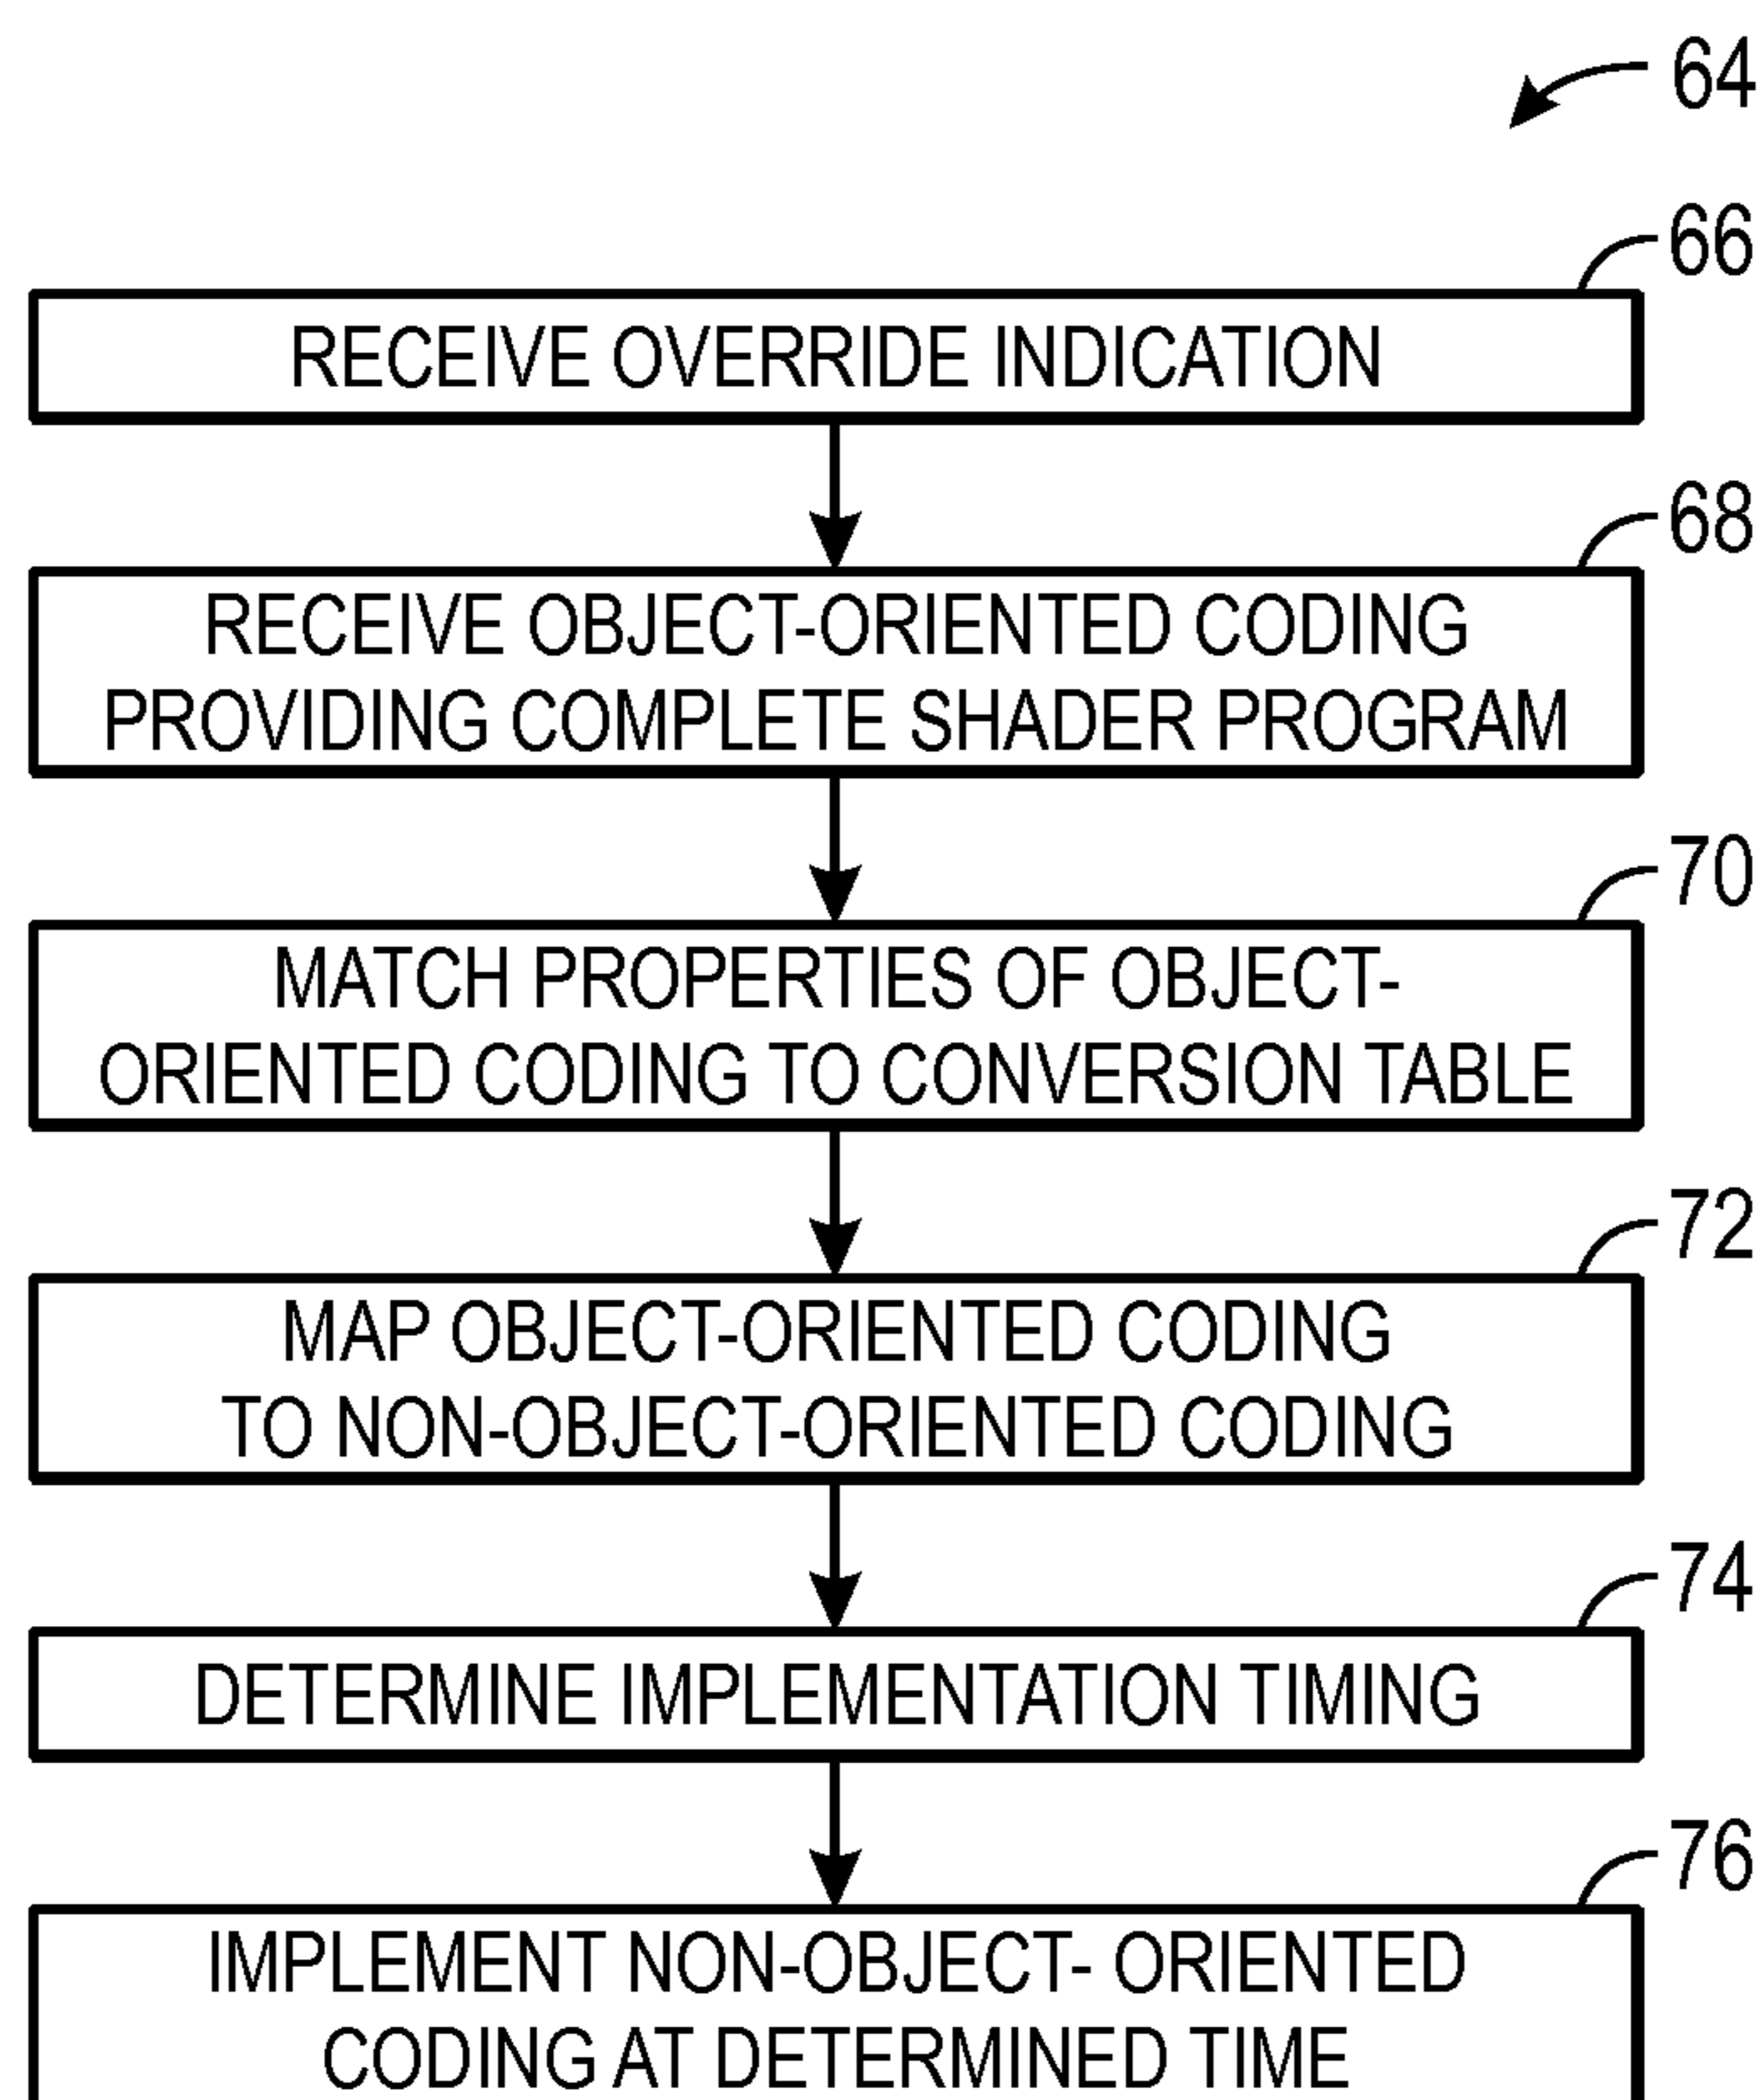 64
66
RECEIVE OVERRIDE INDICATION
68
RECEIVE OBJECT-ORIENTED CODING
PROVIDING COMPLETE SHADER PROGRAM
70
MATCH PROPERTIES OF OBJECT-
ORIENTED CODING TO CONVERSION TABLE
72
MAP OBJECT-ORIENTED CODING
TO NON-OBJECT-ORIENTED CODING
74
DETERMINE IMPLEMENTATION TIMING
76
IMPLEMENT NON-OBJECT- ORIENTED
CODING AT DETERMINED TIME